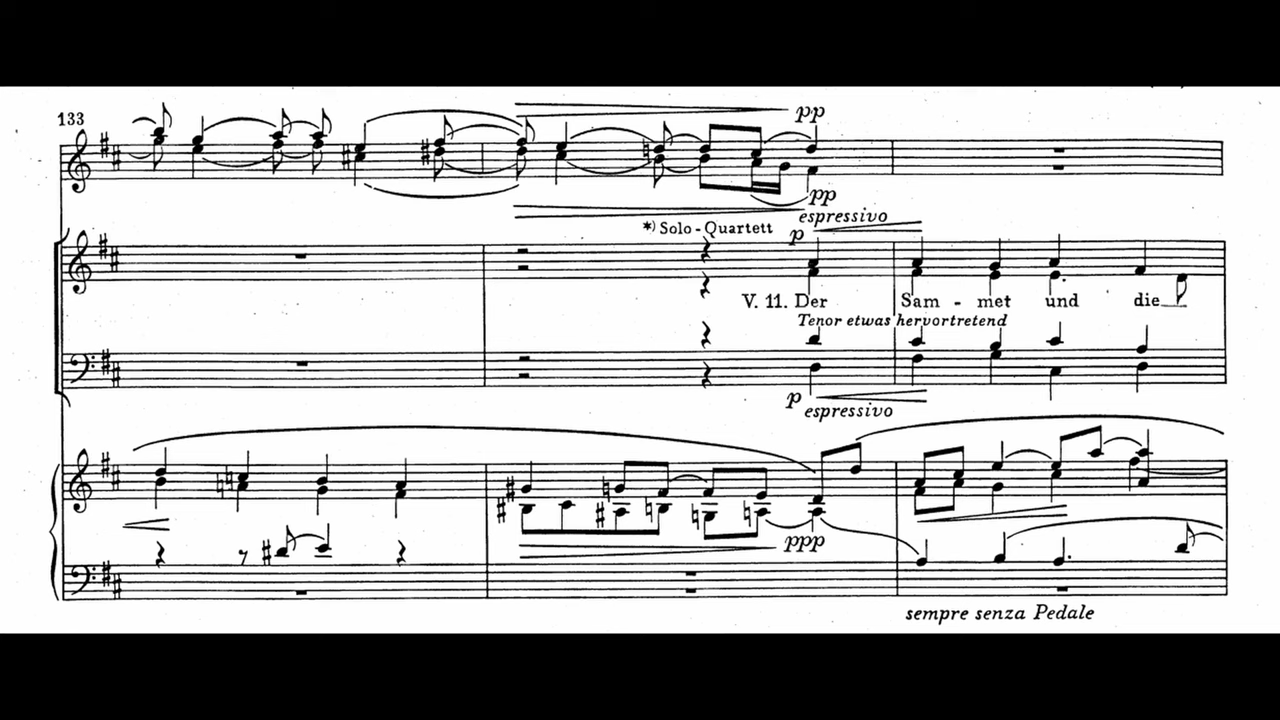 133
pp
pp
espressivo
*) Solo-Quartett
p
V. 11. Der Sam - met und die
Tenor etwas hervortretend
p
espressivo
ppp
sempre senza Pedale